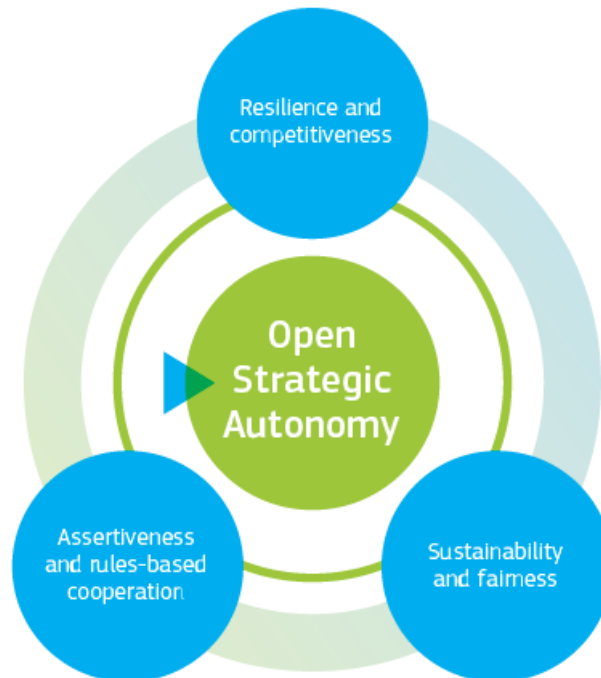 Resilience and
competitiveness
Open
Strategic
Autonomy
Assertiveness
and rules-based
cooperation
Sustainability
and fairness